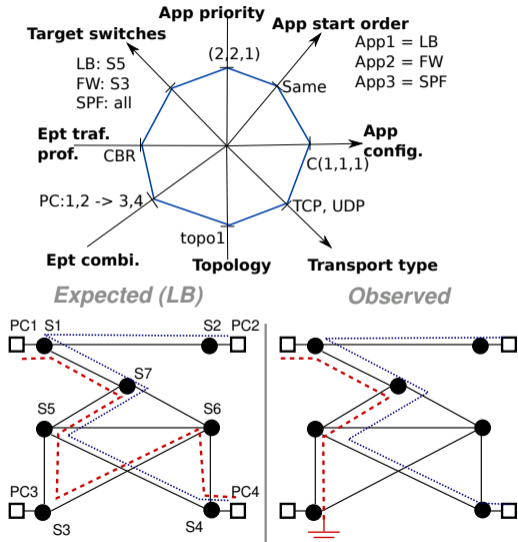 App priority
App start order
Target switches
(2,2,1)
App1 = LB
App2 = FW
App3 = SPF
LB: S5
FW: S3
SPF: all
Same
Ept traf.
prof.
App
config.
CBR
C(1,1,1)
PC:1,2 -> 3,4
TCP, UDP
topo1
Ept combi.
Topology
Transport type
Expected (LB)
Observed
PC1
S1
S2
PC2
S7
S5
S6
PC3
PC4
S3
S4